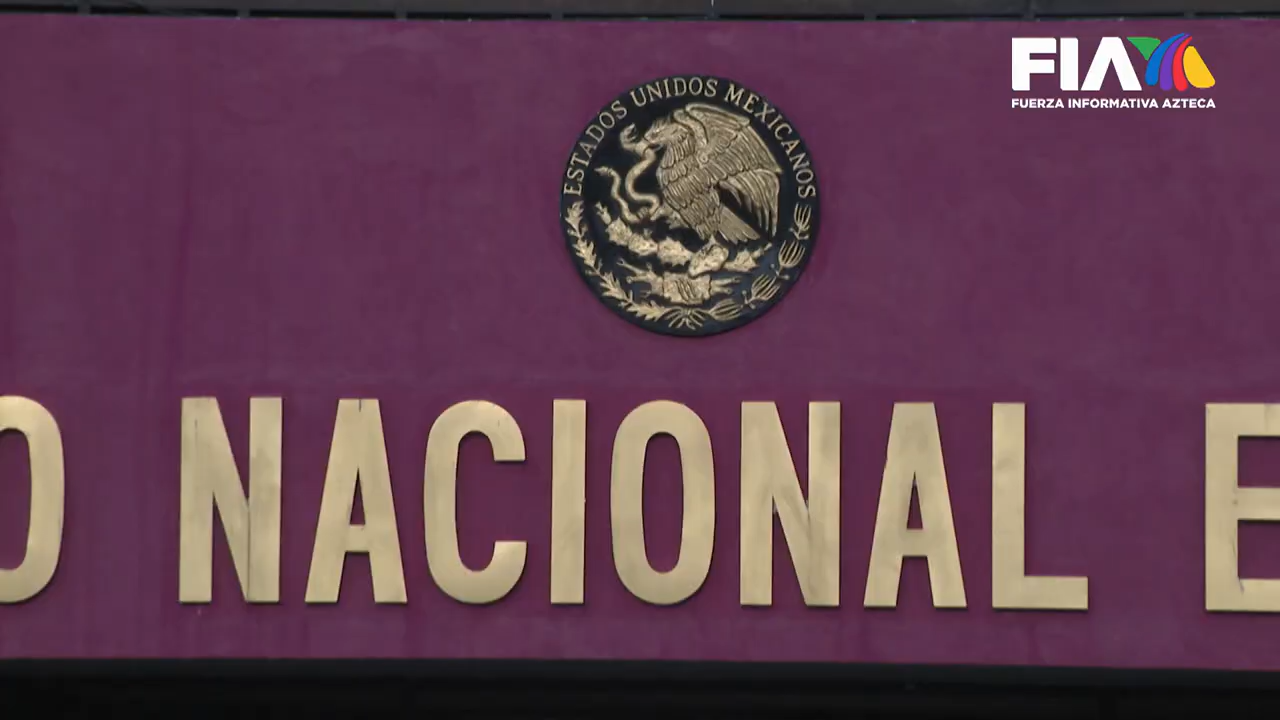 FIA
FUERZA INFORMATIVA AZTECA
ESTADOS UNIDOS MEXICANOS
O NACIONAL E